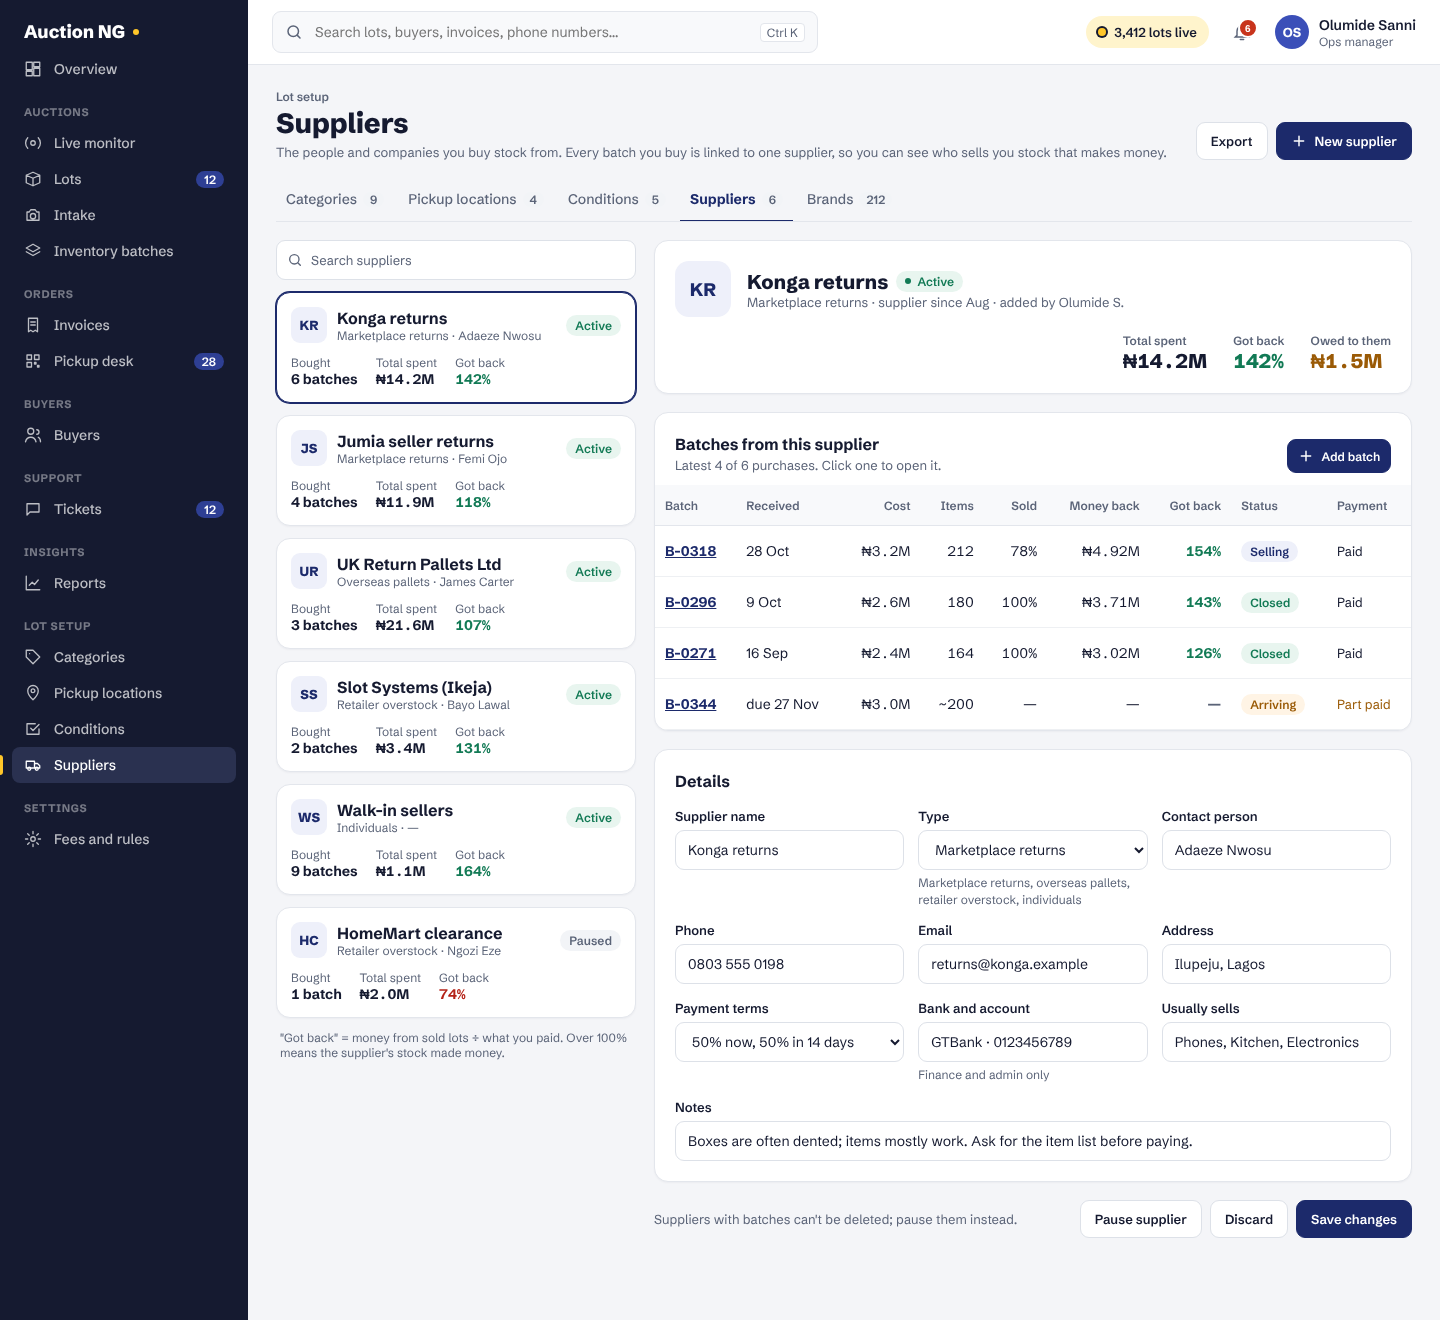 Auction NG
Overview
AUCTIONS
Live monitor
Lots 12
Intake
Inventory batches
ORDERS
Invoices
Pickup desk 28
BUYERS
Buyers
SUPPORT
Tickets 12
INSIGHTS
Reports
LOT SETUP
Categories
Pickup locations
Conditions
Suppliers
SETTINGS
Fees and rules
Search lots, buyers, invoices, phone numbers... Ctrl K
3,412 lots live
6
OS
Olumide Sanni
Ops manager
Lot setup
Suppliers
The people and companies you buy stock from. Every batch you buy is linked to one supplier, so you can see who sells you stock that makes money.
Export
+ New supplier
Categories 9 Pickup locations 4 Conditions 5 Suppliers 6 Brands 212
Search suppliers
KR
Konga returns
Marketplace returns · Adaeze Nwosu
Active
Bought Total spent Got back
6 batches ₦14.2M 142%
JS
Jumia seller returns
Marketplace returns · Femi Ojo
Active
Bought Total spent Got back
4 batches ₦11.9M 118%
UR
UK Return Pallets Ltd
Overseas pallets · James Carter
Active
Bought Total spent Got back
3 batches ₦21.6M 107%
SS
Slot Systems (Ikeja)
Retailer overstock · Bayo Lawal
Active
Bought Total spent Got back
2 batches ₦3.4M 131%
WS
Walk-in sellers
Individuals · —
Active
Bought Total spent Got back
9 batches ₦1.1M 164%
HC
HomeMart clearance
Retailer overstock · Ngozi Eze
Paused
Bought Total spent Got back
1 batch ₦2.0M 74%
"Got back" = money from sold lots ÷ what you paid. Over 100%
means the supplier's stock made money.
KR
Konga returns Active
Marketplace returns · supplier since Aug · added by Olumide S.
Total spent Got back Owed to them
₦14.2M 142% ₦1.5M
Batches from this supplier
Latest 4 of 6 purchases. Click one to open it.
+ Add batch
Batch Received Cost Items Sold Money back Got back Status Payment
B-0318 28 Oct ₦3.2M 212 78% ₦4.92M 154% Selling Paid
B-0296 9 Oct ₦2.6M 180 100% ₦3.71M 143% Closed Paid
B-0271 16 Sep ₦2.4M 164 100% ₦3.02M 126% Closed Paid
B-0344 due 27 Nov ₦3.0M ~200 — — — Arriving Part paid
Details
Supplier name Type Contact person
Konga returns Marketplace returns Adaeze Nwosu
Marketplace returns, overseas pallets,
retailer overstock, individuals
Phone Email Address
0803 555 0198 returns@konga.example Ilupeju, Lagos
Payment terms Bank and account Usually sells
50% now, 50% in 14 days GTBank · 0123456789 Phones, Kitchen, Electronics
Finance and admin only
Notes
Boxes are often dented; items mostly work. Ask for the item list before paying.
Suppliers with batches can't be deleted; pause them instead.
Pause supplier Discard Save changes